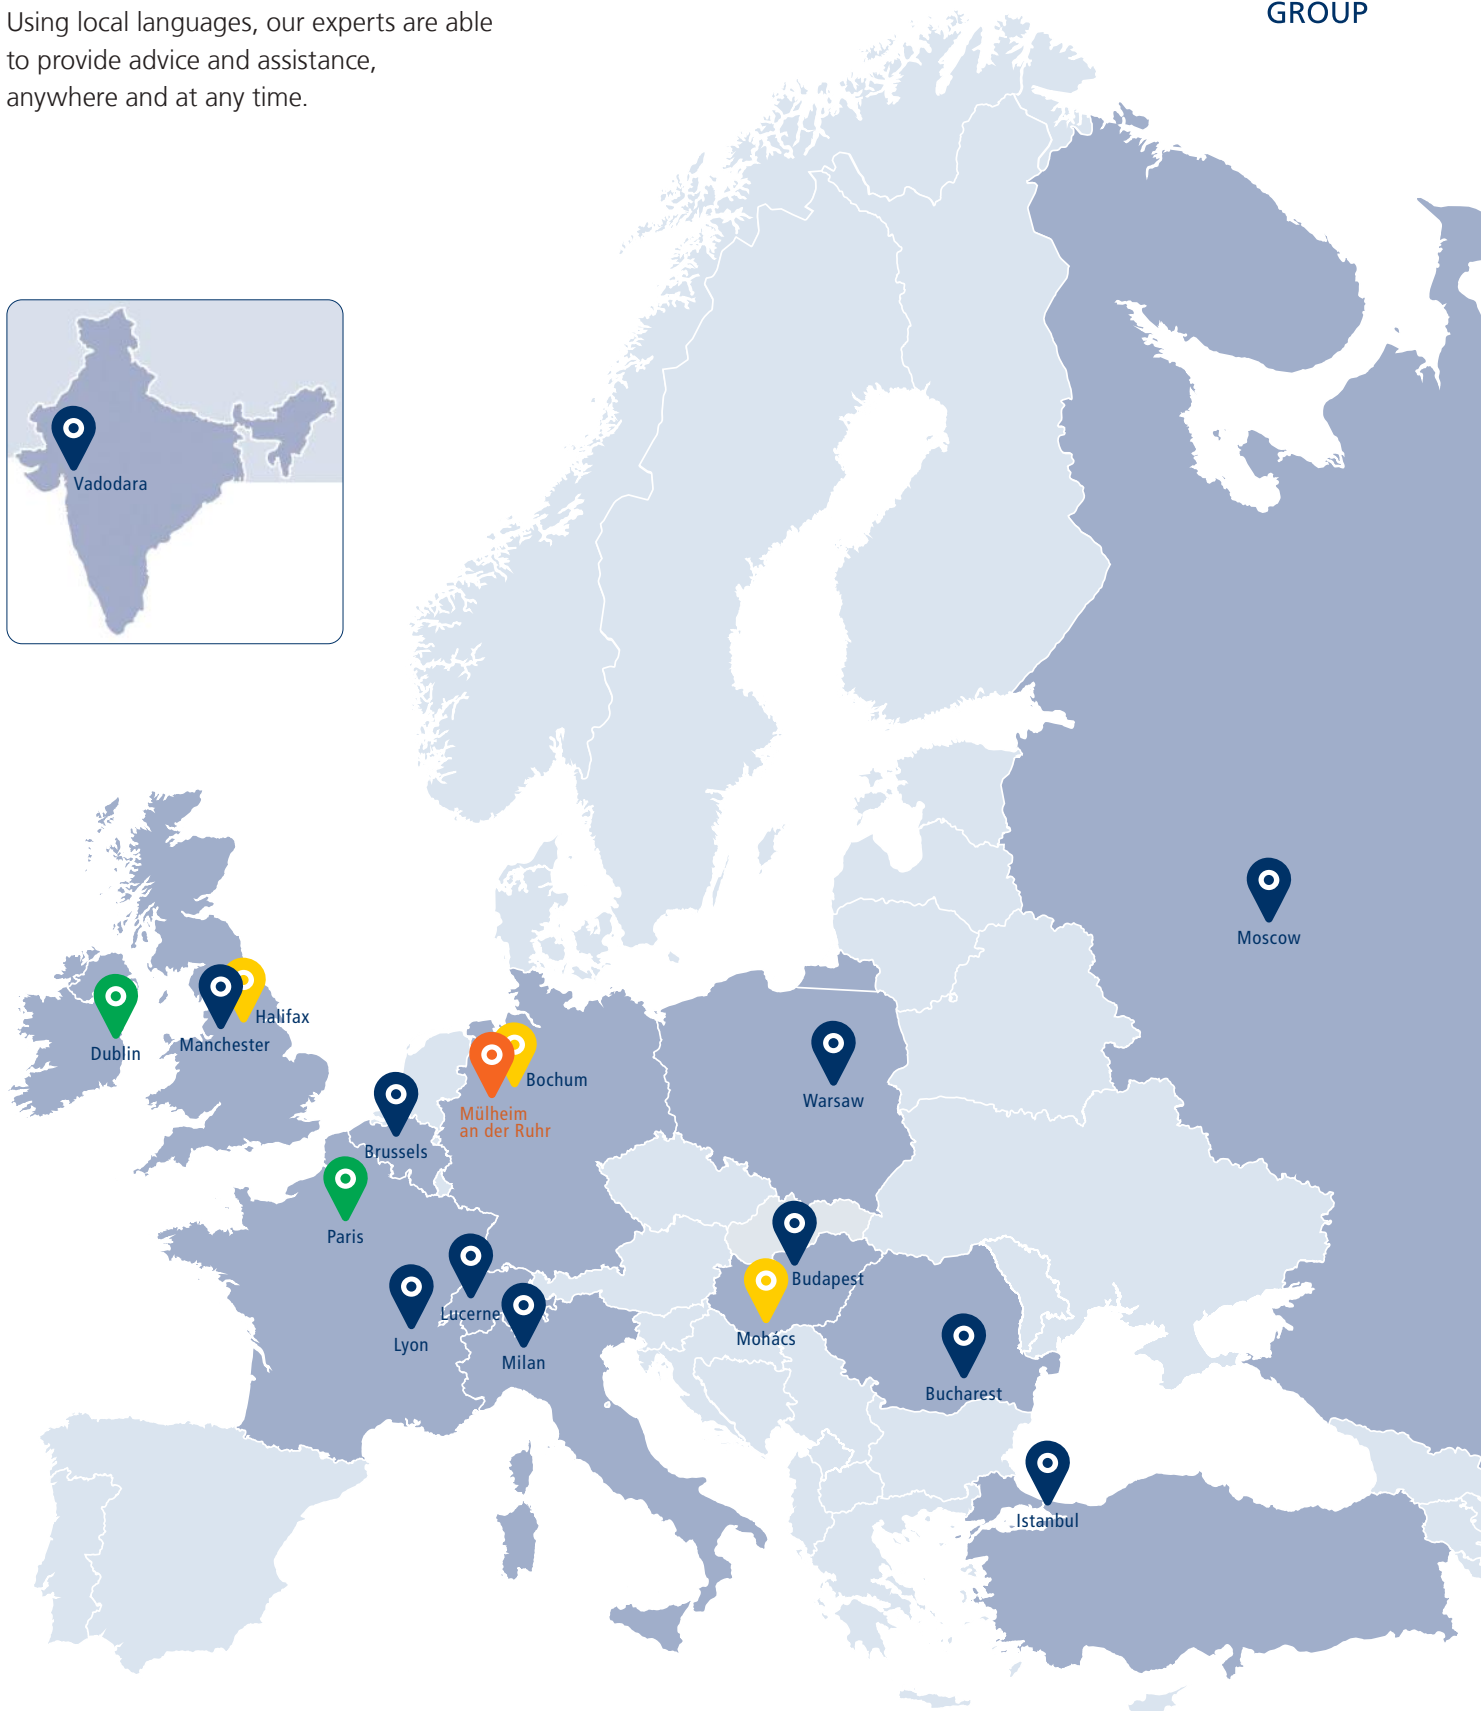 Using local languages, our experts are able
to provide advice and assistance,
anywhere and at any time.
GROUP
Vadodara
Moscow
Halifax
Manchester
Dublin
Bochum
Mülheim
an der Ruhr
Warsaw
Brussels
Paris
Budapest
Lucerne
Lyon
Milan
Mohács
Bucharest
Istanbul